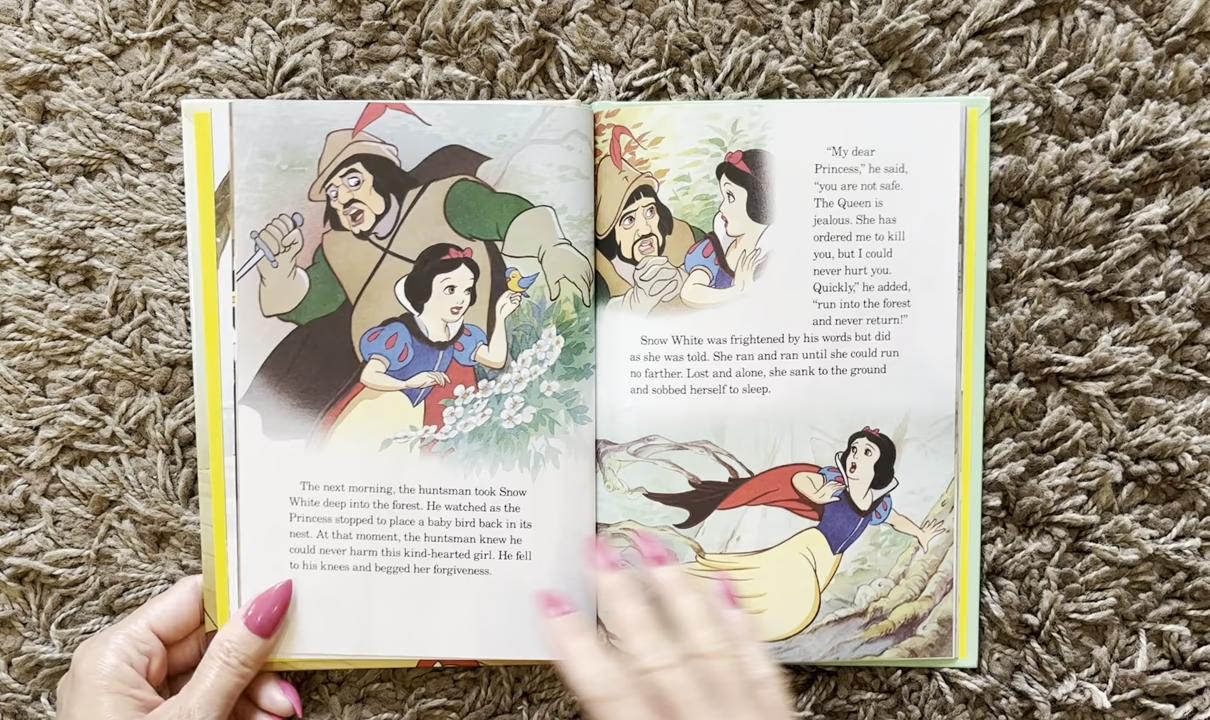 The next morning, the huntsman took Snow
White deep into the forest. He watched as the
Princess stopped to place a baby bird back in its
nest. At that moment, the huntsman knew he
could never harm this kind-hearted girl. He fell
to his knees and begged her forgiveness.
“My dear
Princess,” he said,
“you are not safe.
The Queen is
jealous. She has
ordered me to kill
you, but I could
never hurt you.
Quickly,” he added,
“run into the forest
and never return!”
Snow White was frightened by his words but did
as she was told. She ran and ran until she could run
no farther. Lost and alone, she sank to the ground
and sobbed herself to sleep.